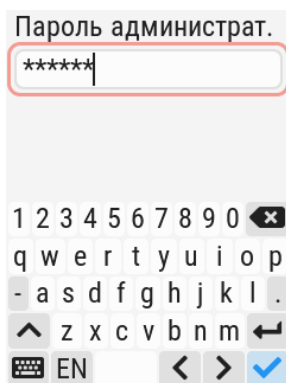 Пароль администрат.
******
1 2 3 4 5 6 7 8 9 0
q w e r t y u i o p
- a s d f g h j k l .
z x c v b n m
EN